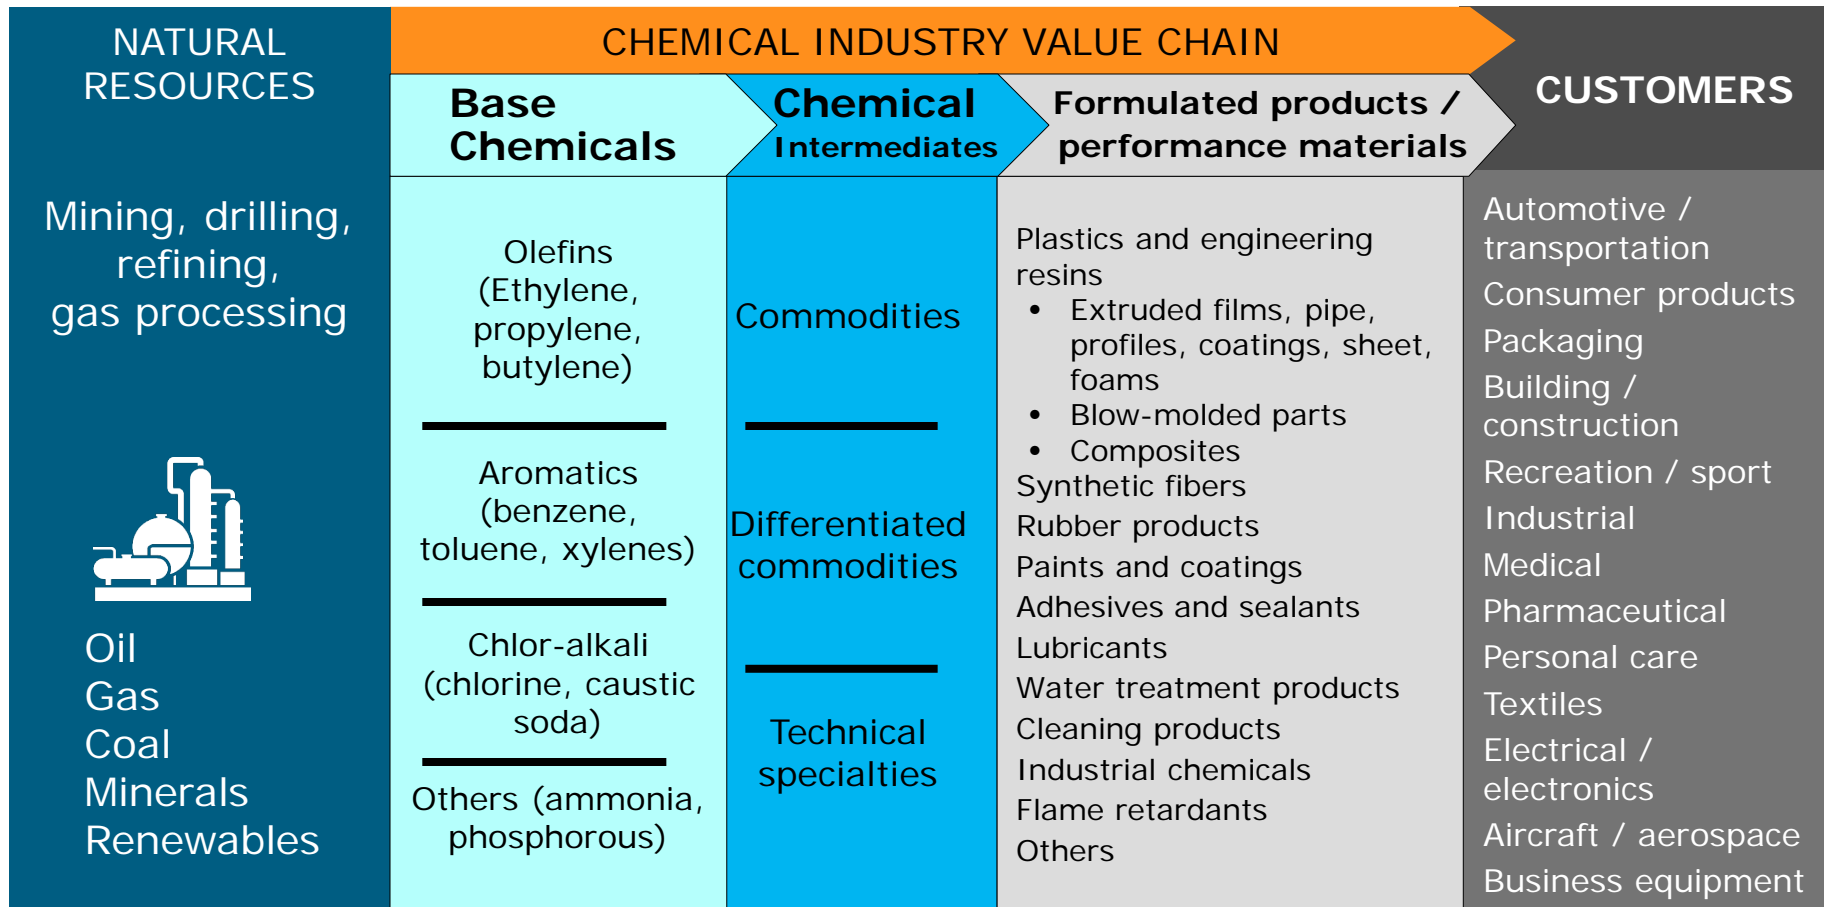 NATURAL
RESOURCES
Mining, drilling,
refining,
gas processing
Oil
Gas
Coal
Minerals
Renewables
CHEMICAL INDUSTRY VALUE CHAIN
Base
Chemicals
Olefins
(Ethylene,
propylene,
butylene)
Aromatics
(benzene,
toluene, xylenes)
Chlor-alkali
(chlorine, caustic
soda)
Others (ammonia,
phosphorous)
Chemical
Intermediates
Commodities
Differentiated
commodities
Technical
specialties
Formulated products /
performance materials
Plastics and engineering
resins
• Extruded films, pipe,
profiles, coatings, sheet,
foams
• Blow-molded parts
• Composites
Synthetic fibers
Rubber products
Paints and coatings
Adhesives and sealants
Lubricants
Water treatment products
Cleaning products
Industrial chemicals
Flame retardants
Others
CUSTOMERS
Automotive /
transportation
Consumer products
Packaging
Building /
construction
Recreation / sport
Industrial
Medical
Pharmaceutical
Personal care
Textiles
Electrical /
electronics
Aircraft / aerospace
Business equipment